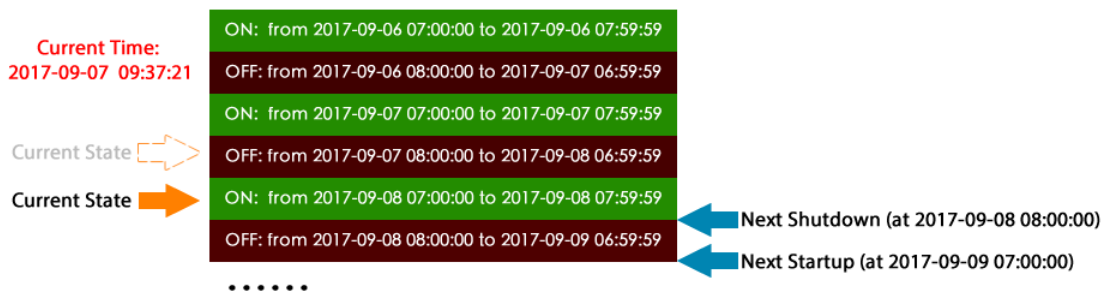 Current Time:
2017-09-07 09:37:21
ON: from 2017-09-06 07:00:00 to 2017-09-06 07:59:59
OFF: from 2017-09-06 08:00:00 to 2017-09-07 06:59:59
ON: from 2017-09-07 07:00:00 to 2017-09-07 07:59:59
Current State
OFF: from 2017-09-07 08:00:00 to 2017-09-08 06:59:59
Current State
ON: from 2017-09-08 07:00:00 to 2017-09-08 07:59:59
Next Shutdown (at 2017-09-08 08:00:00)
OFF: from 2017-09-08 08:00:00 to 2017-09-09 06:59:59
Next Startup (at 2017-09-09 07:00:00)
......